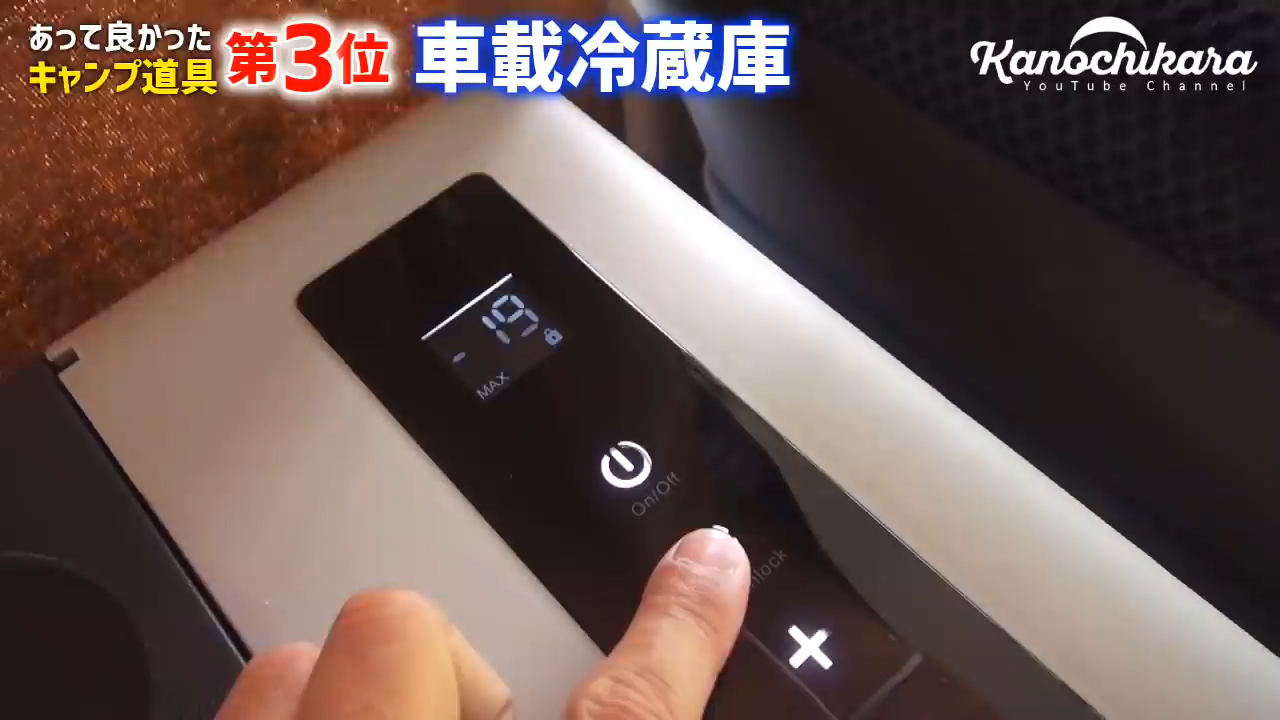 あって良かった
キャンプ道具
第3位
車載冷蔵庫
Kanochikara
YouTube Channel
-19
MAX
On/Off